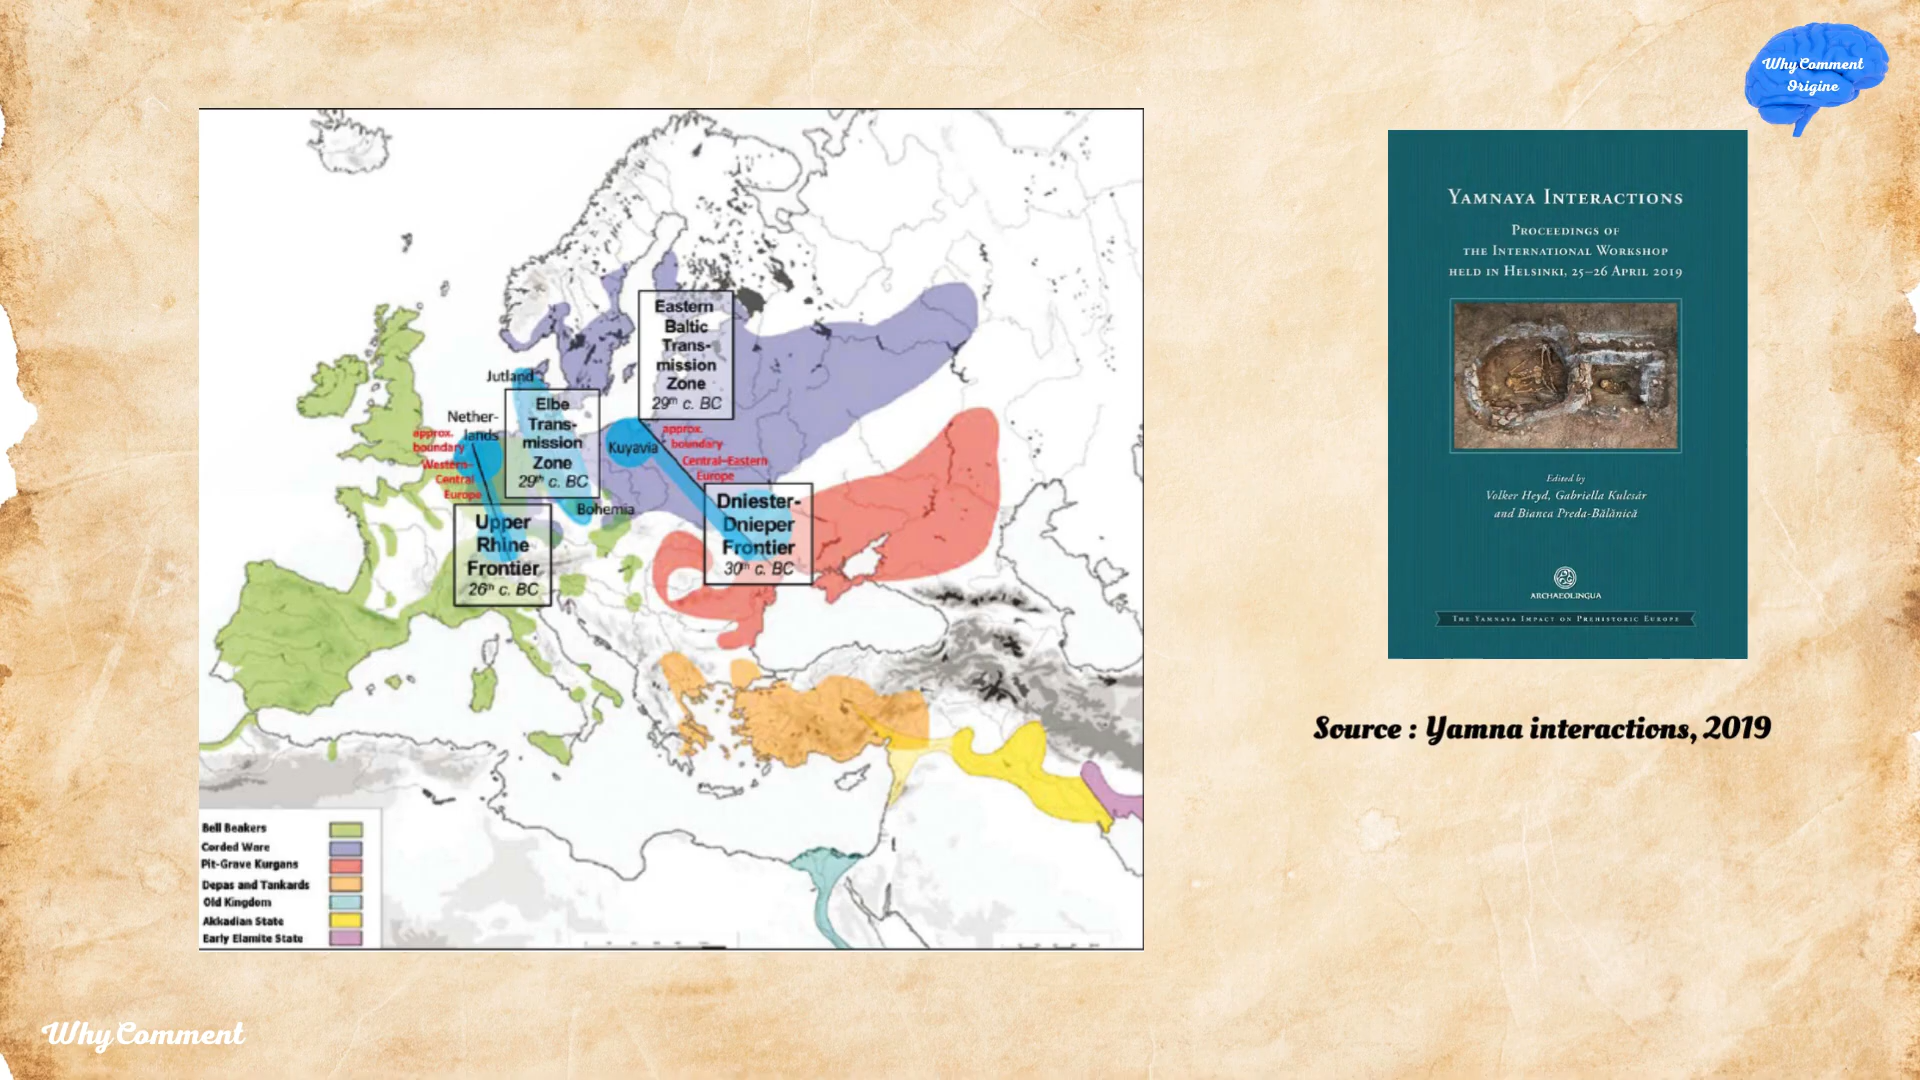 Why Comment
Origine
Eastern
Baltic
Trans-
mission
Zone
29th c. BC
Jutland
Elbe
Trans-
mission
Zone
29th c. BC
Nether-
lands
approx.
boundary
Western-
Central
Europe
Kuyavia
approx.
boundary
Central-Eastern
Europe
Bohemia
Upper
Rhine
Frontier
26th c. BC
Dniester-
Dnieper
Frontier
30th c. BC
Bell Beakers
Corded Ware
Pit-Grave Kurgans
Depas and Tankards
Old Kingdom
Akkadian State
Early Elamite State
YAMNAYA INTERACTIONS
PROCEEDINGS OF
THE INTERNATIONAL WORKSHOP
HELD IN HELSINKI, 25–26 APRIL 2019
Edited by
Volker Heyd, Gabriella Kulcsár
and Bianca Preda-Bălănică
ARCHAEOLINGUA
THE YAMNAYA IMPACT ON PREHISTORIC EUROPE
Source : Yamna interactions, 2019
Why Comment